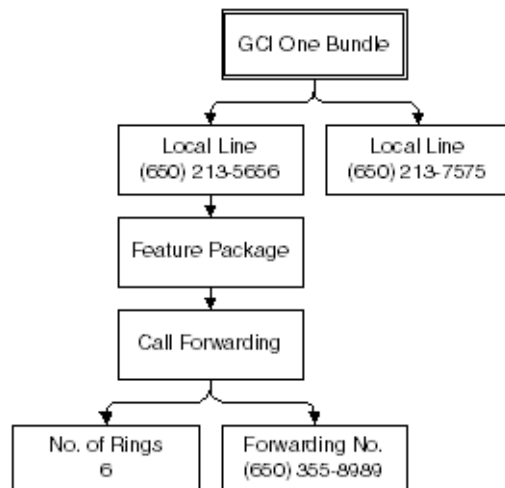 GCI One Bundle
Local Line
(650) 213-5656
Local Line
(650) 213-7575
Feature Package
Call Forwarding
No. of Rings
6
Forwarding No.
(650) 355-8989